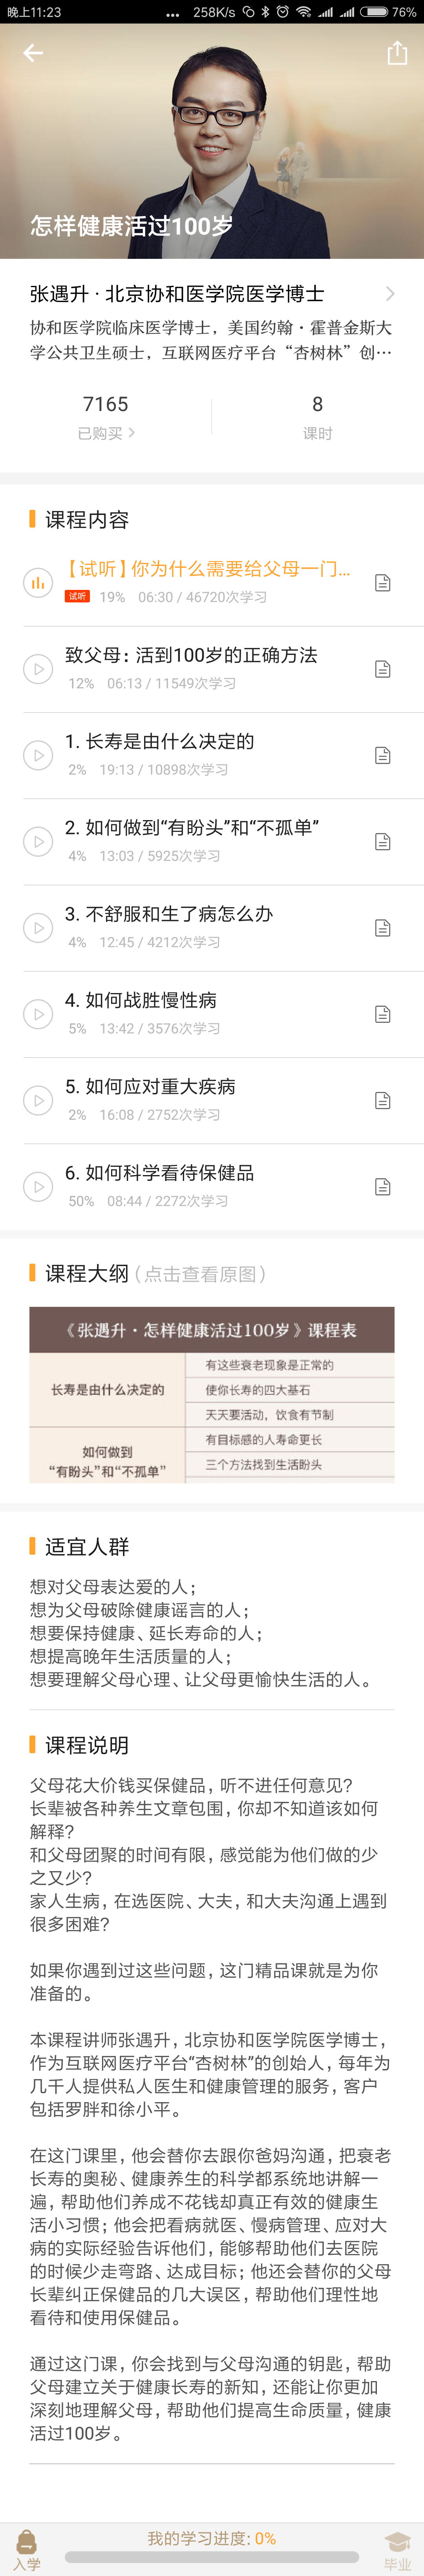 晚上11:23
... 258K/s 76%
怎样健康活过100岁
张遇升 · 北京协和医学院医学博士
协和医学院临床医学博士，美国约翰·霍普金斯大
学公共卫生硕士，互联网医疗平台“杏树林”创…
7165
8
已购买
课时
课程内容
【试听】你为什么需要给父母一门...
试听 19% 06:30 / 46720次学习
致父母：活到100岁的正确方法
12% 06:13 / 11549次学习
1. 长寿是由什么决定的
2% 19:13 / 10898次学习
2. 如何做到“有盼头”和“不孤单”
4% 13:03 / 5925次学习
3. 不舒服和生了病怎么办
4% 12:45 / 4212次学习
4. 如何战胜慢性病
5% 13:42 / 3576次学习
5. 如何应对重大疾病
2% 16:08 / 2752次学习
6. 如何科学看待保健品
50% 08:44 / 2272次学习
课程大纲（点击查看原图）
《张遇升·怎样健康活过100岁》课程表
长寿是由什么决定的
有这些衰老现象是正常的
使你长寿的四大基石
天天要活动，饮食有节制
如何做到
“有盼头”和“不孤单”
有目标感的人寿命更长
三个方法找到生活盼头
适宜人群
想对父母表达爱的人；
想为父母破除健康谣言的人；
想要保持健康、延长寿命的人；
想提高晚年生活质量的人；
想要理解父母心理、让父母更愉快生活的人。
课程说明
父母花大价钱买保健品，听不进任何意见？
长辈被各种养生文章包围，你却不知道该如何
解释？
和父母团聚的时间有限，感觉能为他们做的少
之又少？
家人生病，在选医院、大夫，和大夫沟通上遇到
很多困难？
如果你遇到过这些问题，这门精品课就是为你
准备的。
本课程讲师张遇升，北京协和医学院医学博士，
作为互联网医疗平台“杏树林”的创始人，每年为
几千人提供私人医生和健康管理的服务，客户
包括罗胖和徐小平。
在这门课里，他会替你去跟你爸妈沟通，把衰老
长寿的奥秘、健康养生的科学都系统地讲解一
遍，帮助他们养成不花钱却真正有效的健康生
活小习惯；他会把看病就医、慢病管理、应对大
病的实际经验告诉他们，能够帮助他们去医院
的时候少走弯路、达成目标；他还会替你的父母
长辈纠正保健品的几大误区，帮助他们理性地
看待和使用保健品。
通过这门课，你会找到与父母沟通的钥匙，帮助
父母建立关于健康长寿的新知，还能让你更加
深刻地理解父母，帮助他们提高生命质量，健康
活过100岁。
我的学习进度: 0%
入学
毕业